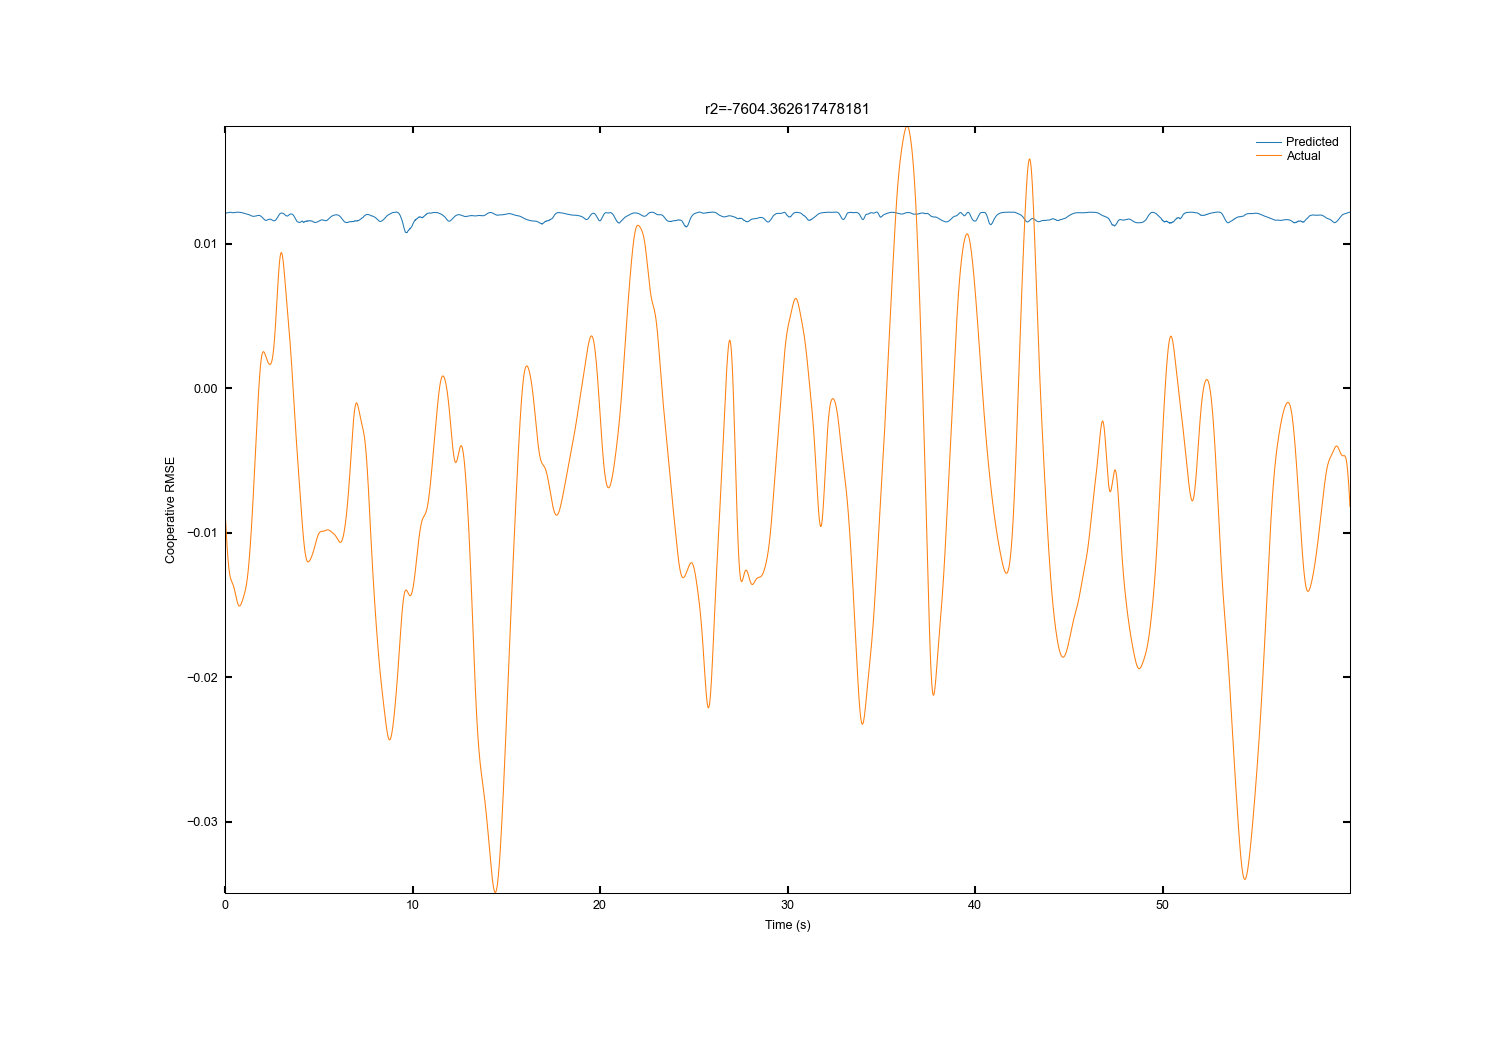 r2=-7604.362617478181
Predicted
Actual
0.01
0.00
−0.01
−0.02
−0.03
Cooperative RMSE
0 10 20 30 40 50
Time (s)